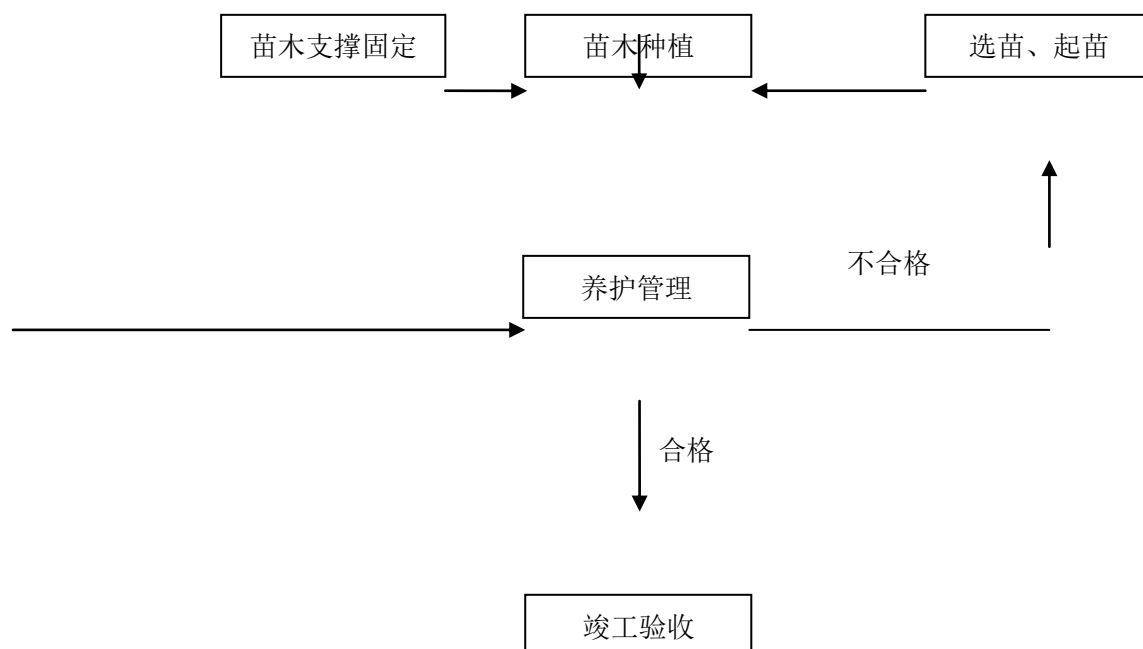 苗木支撑固定
苗木种植
选苗、起苗
不合格
养护管理
合格
竣工验收